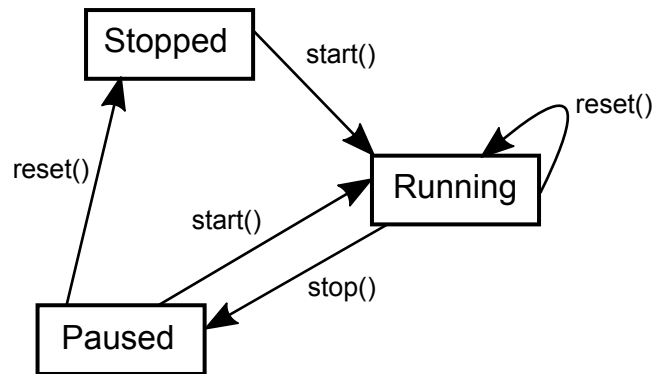 Stopped
start()
reset()
reset()
Running
start()
stop()
Paused